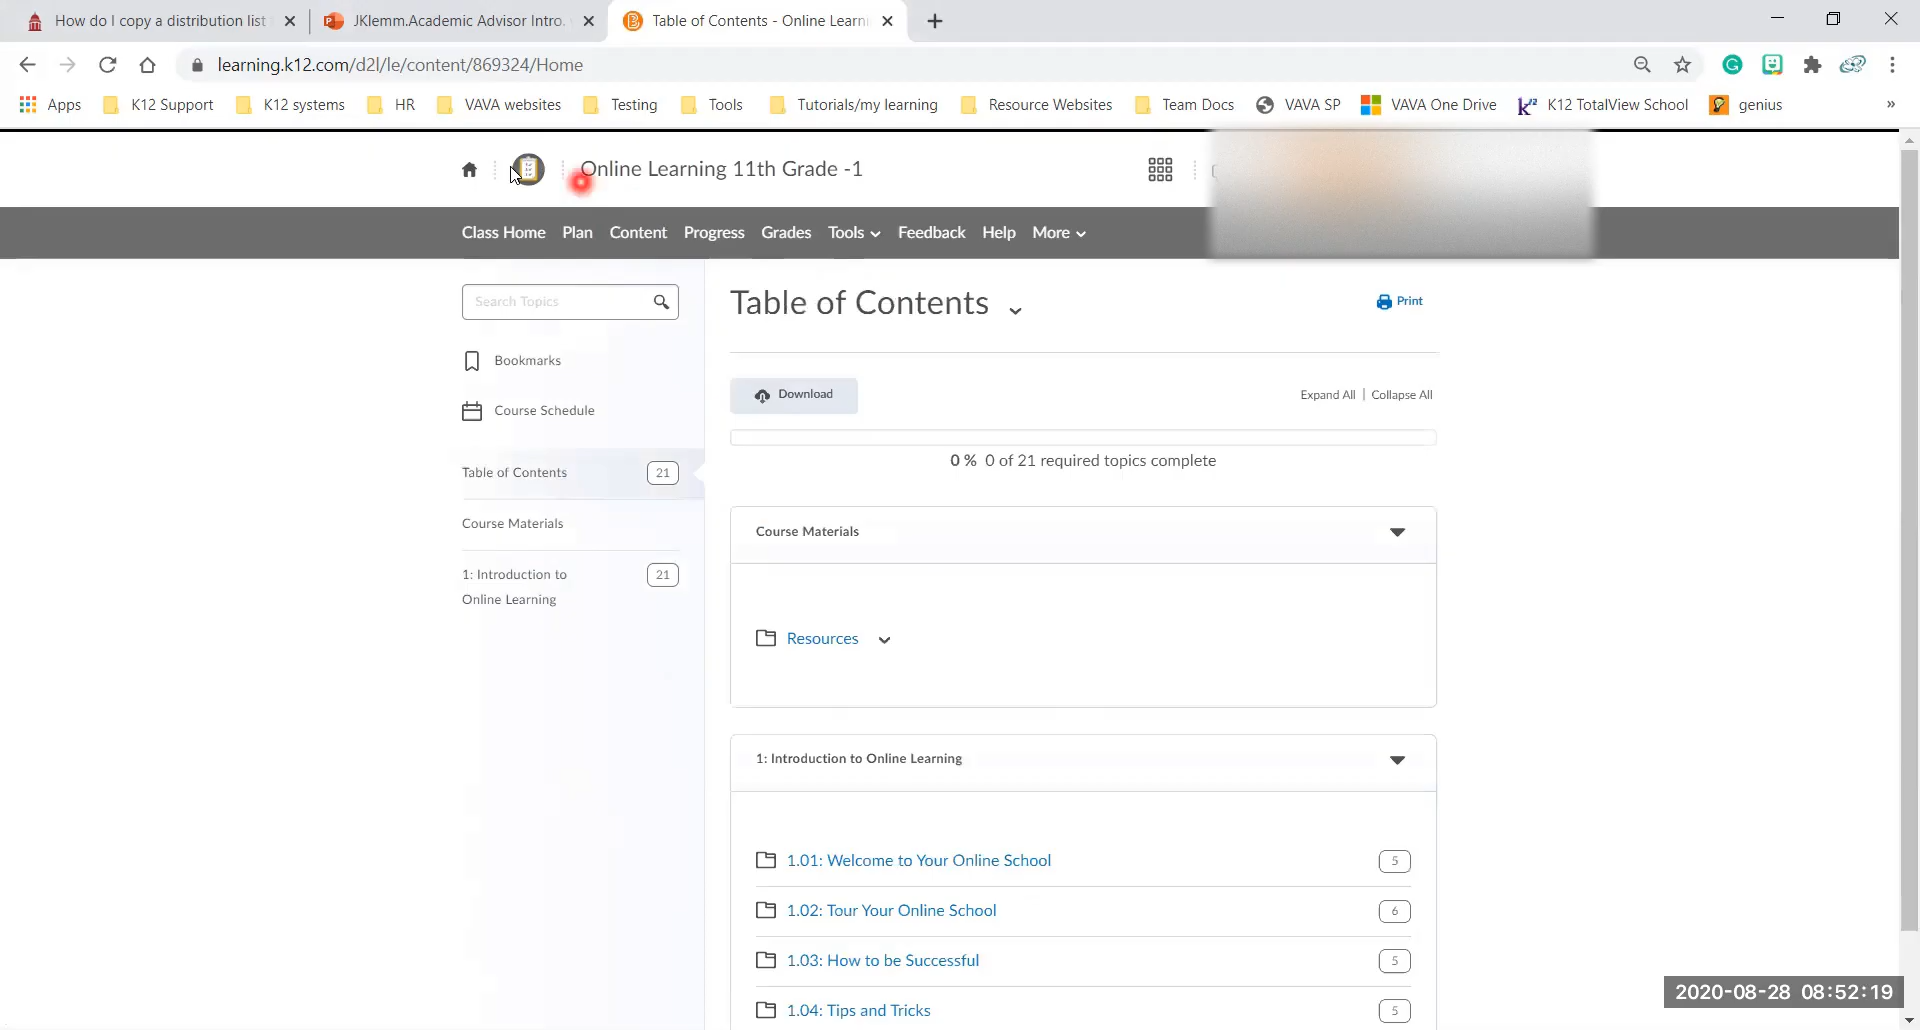 How do I copy a distribution list
JKlemm.Academic Advisor Intro.
Table of Contents - Online Learni
learning.k12.com/d2l/le/content/869324/Home
Apps K12 Support K12 systems HR VAVA websites Testing Tools Tutorials/my learning Resource Websites Team Docs VAVA SP VAVA One Drive K12 TotalView School genius »
Online Learning 11th Grade -1
Class Home Plan Content Progress Grades Tools Feedback Help More
Search Topics
Table of Contents
Print
Bookmarks
Course Schedule
Download
Expand All | Collapse All
0 % 0 of 21 required topics complete
Table of Contents 21
Course Materials
1: Introduction to 21
Online Learning
Course Materials
Resources
1: Introduction to Online Learning
1.01: Welcome to Your Online School 5
1.02: Tour Your Online School 6
1.03: How to be Successful 5
1.04: Tips and Tricks 5
2020-08-28 08:52:19